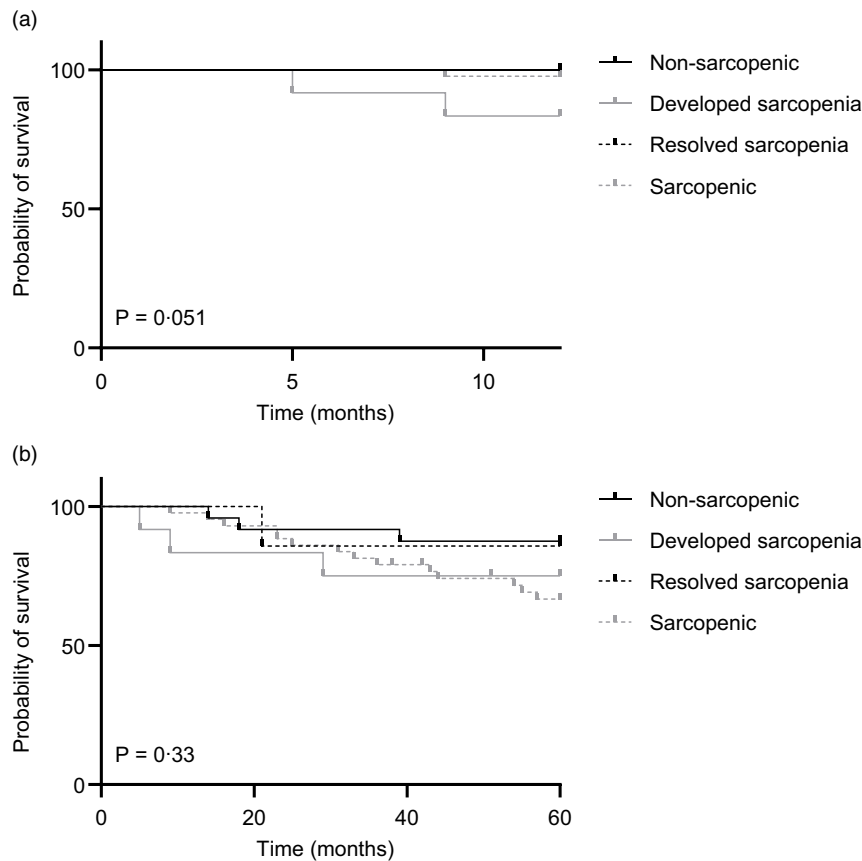 (a)
Probability of survival
100
50
0
P = 0·051
0 5 10
Time (months)
Non-sarcopenic
Developed sarcopenia
Resolved sarcopenia
Sarcopenic
(b)
Probability of survival
100
50
0
P = 0·33
0 20 40 60
Time (months)
Non-sarcopenic
Developed sarcopenia
Resolved sarcopenia
Sarcopenic